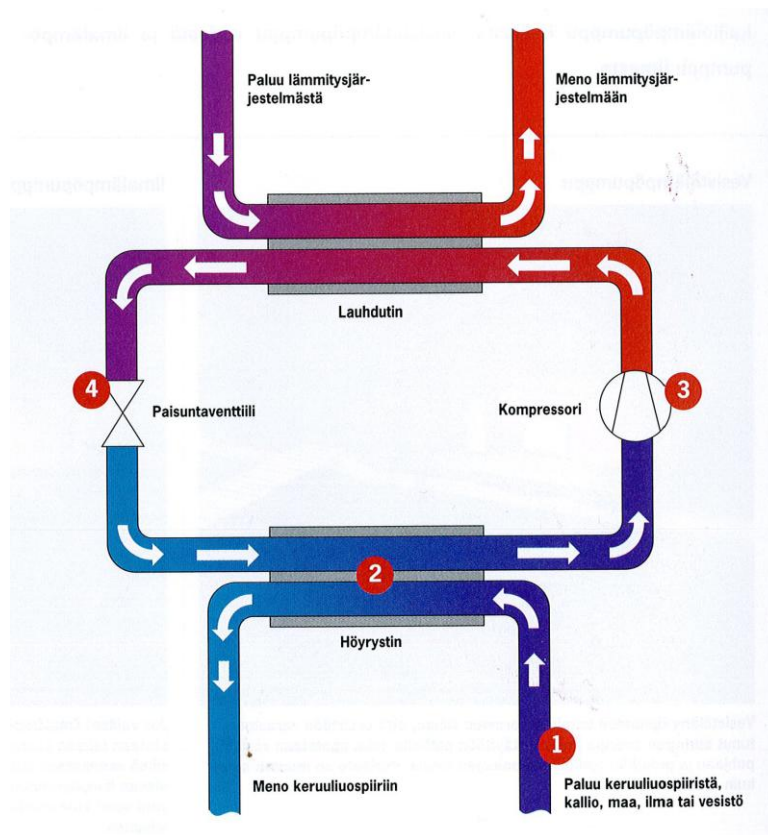 Paluu lämmitysjär-
jestelmästä
Meno lämmitysjär-
jestelmään
Lauhdutin
4
Paisuntaventtiili
Kompressori
3
2
Höyrystin
1
Meno keruuliuospiiriin
Paluu keruuliuospiiristä,
kallio, maa, ilma tai vesistö